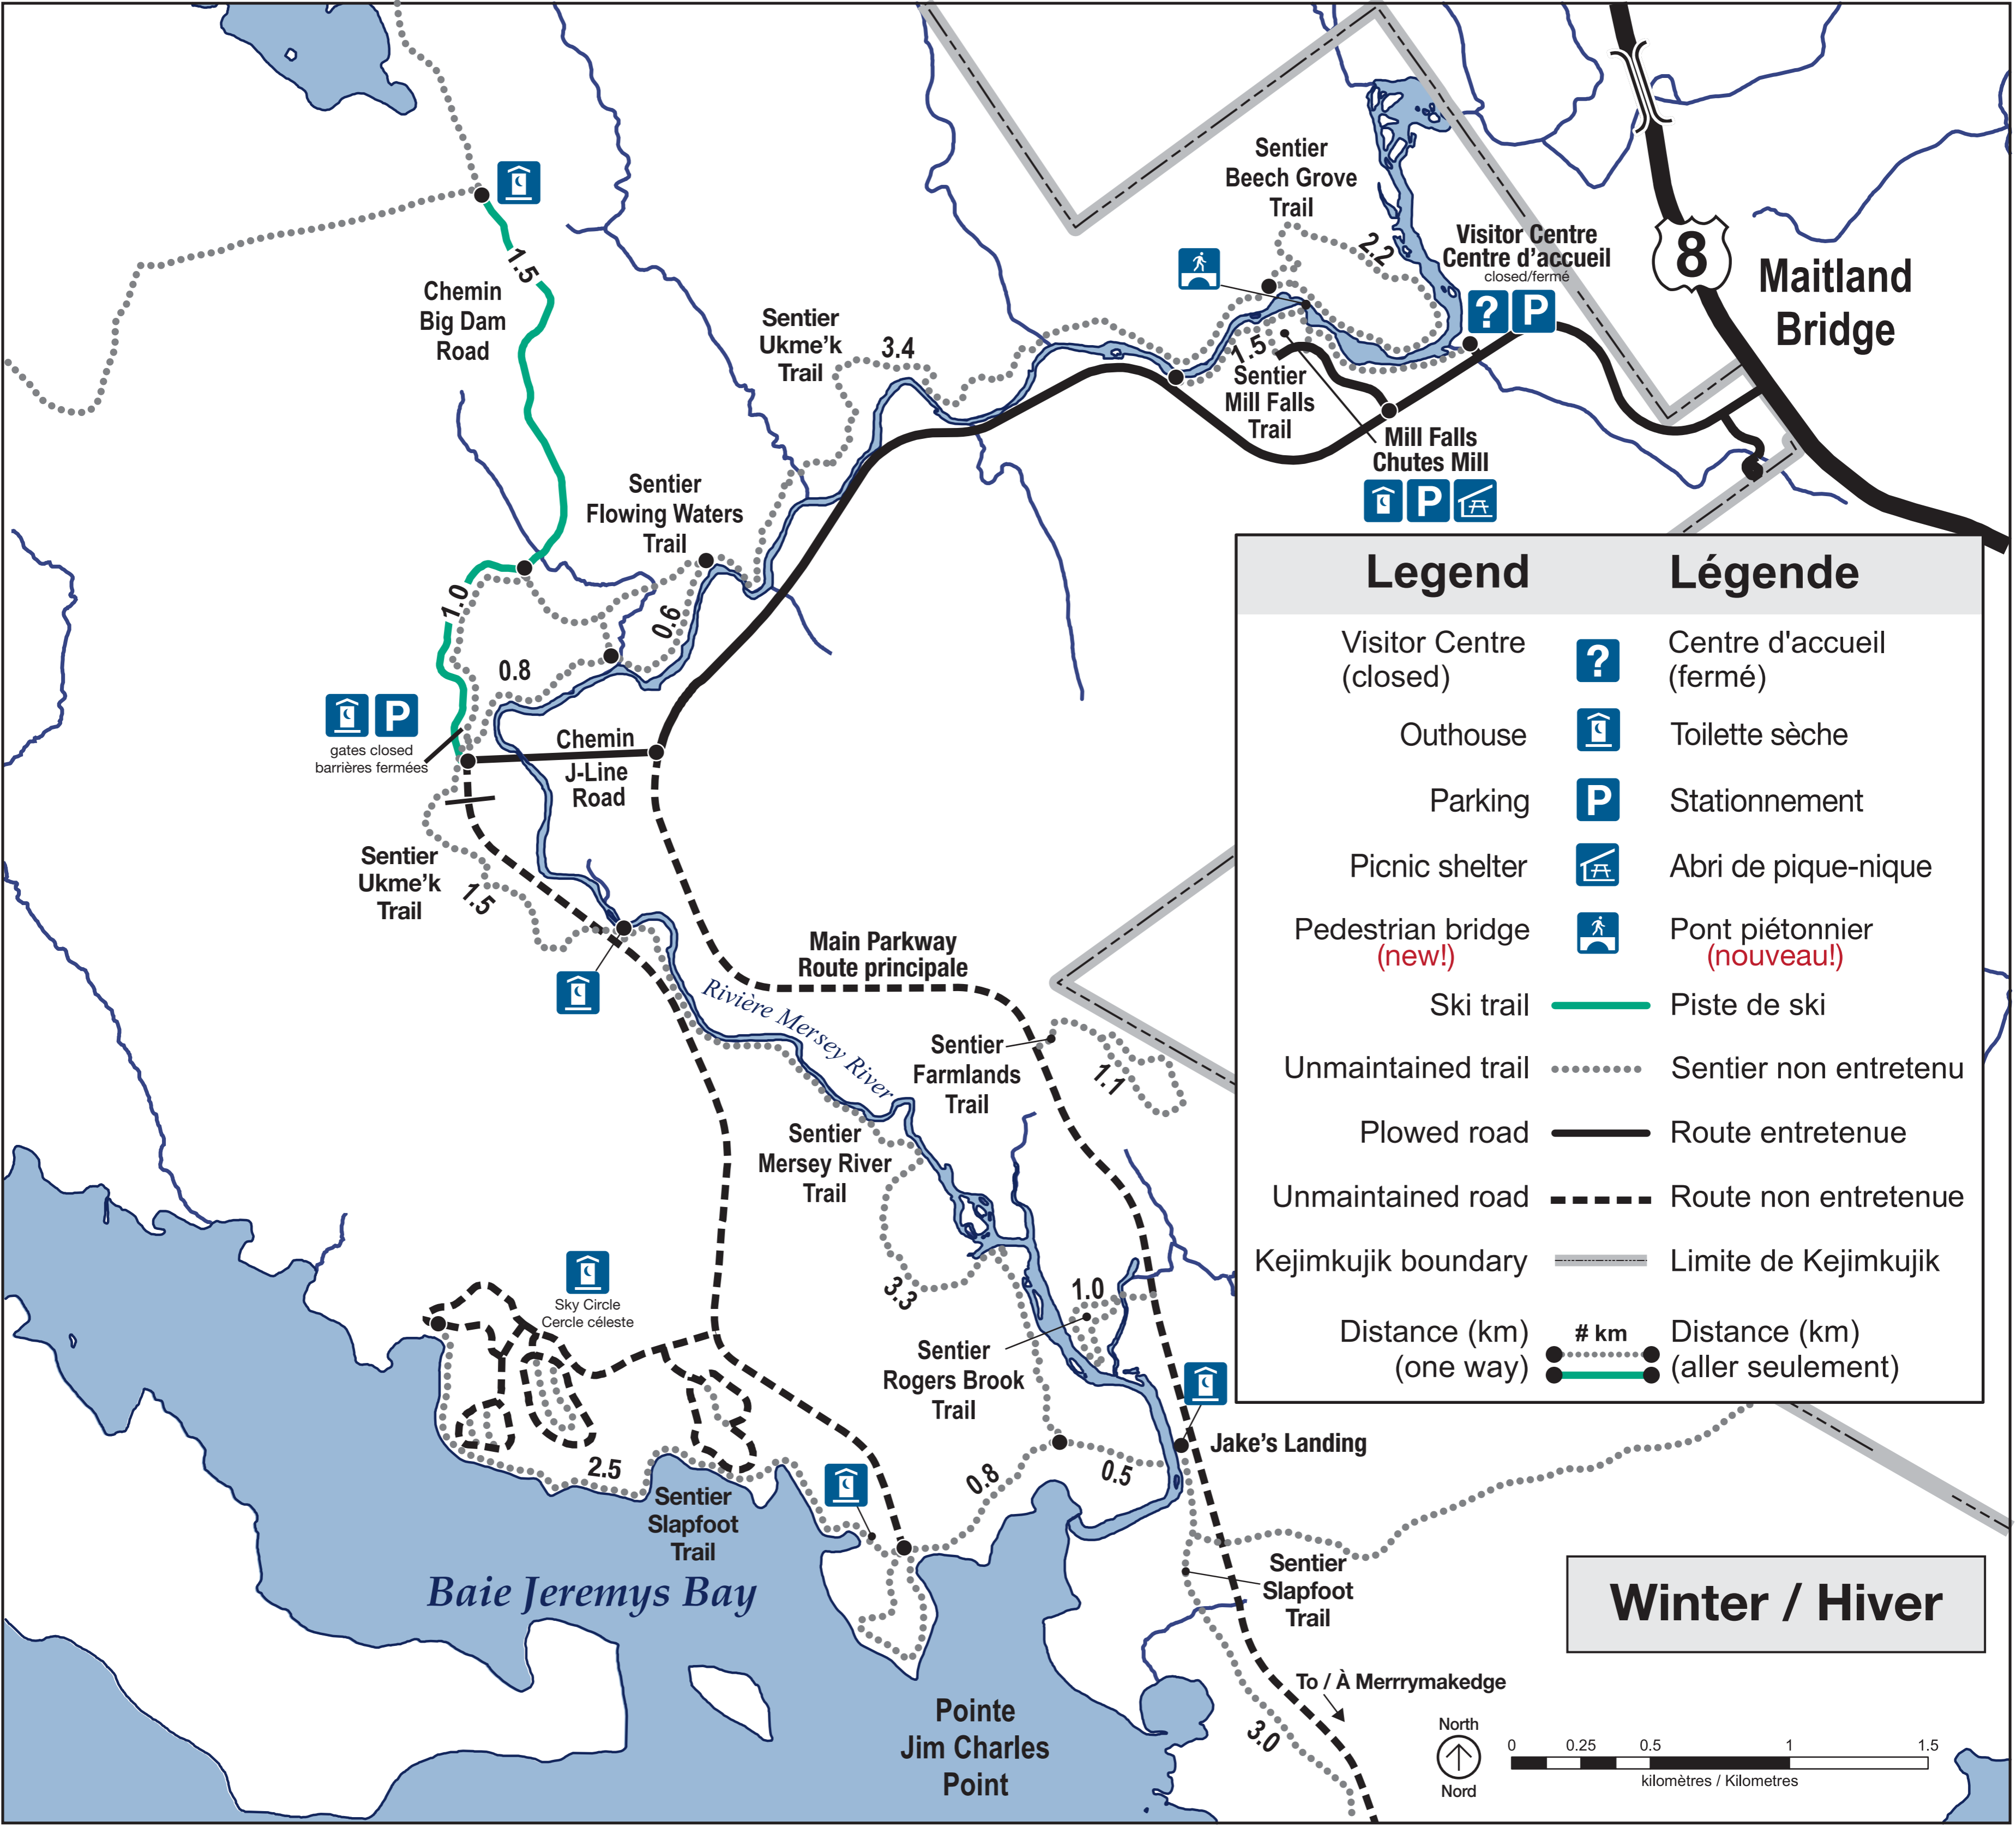 Sentier
Beech Grove
Trail
2.2
Visitor Centre
Centre d'accueil
closed/fermé
?
P
8
Maitland
Bridge
1.5
Chemin
Big Dam
Road
Sentier
Ukme'k
Trail
3.4
1.5
Sentier
Mill Falls
Trail
Mill Falls
Chutes Mill
P
Sentier
Flowing Waters
Trail
0.6
1.0
0.8
P
gates closed
barrières fermées
Chemin
J-Line
Road
Sentier
Ukme'k
Trail
1.5
Main Parkway
Route principale
Rivière Mersey River
Sentier
Farmlands
Trail
1.1
Sentier
Mersey River
Trail
3.3
1.0
Sky Circle
Cercle céleste
Sentier
Rogers Brook
Trail
Jake's Landing
2.5
0.8
0.5
Sentier
Slapfoot
Trail
Baie Jeremys Bay
Sentier
Slapfoot
Trail
Pointe
Jim Charles
Point
To / À Merrrymakedge
3.0
Legend Légende
Visitor Centre
(closed)
?
Centre d'accueil
(fermé)
Outhouse Toilette sèche
Parking P Stationnement
Picnic shelter Abri de pique-nique
Pedestrian bridge
(new!)
Pont piétonnier
(nouveau!)
Ski trail Piste de ski
Unmaintained trail Sentier non entretenu
Plowed road Route entretenue
Unmaintained road Route non entretenue
Kejimkujik boundary Limite de Kejimkujik
Distance (km)
(one way)
# km
Distance (km)
(aller seulement)
Winter / Hiver
North
Nord
0 0.25 0.5 1 1.5
kilomètres / Kilometres